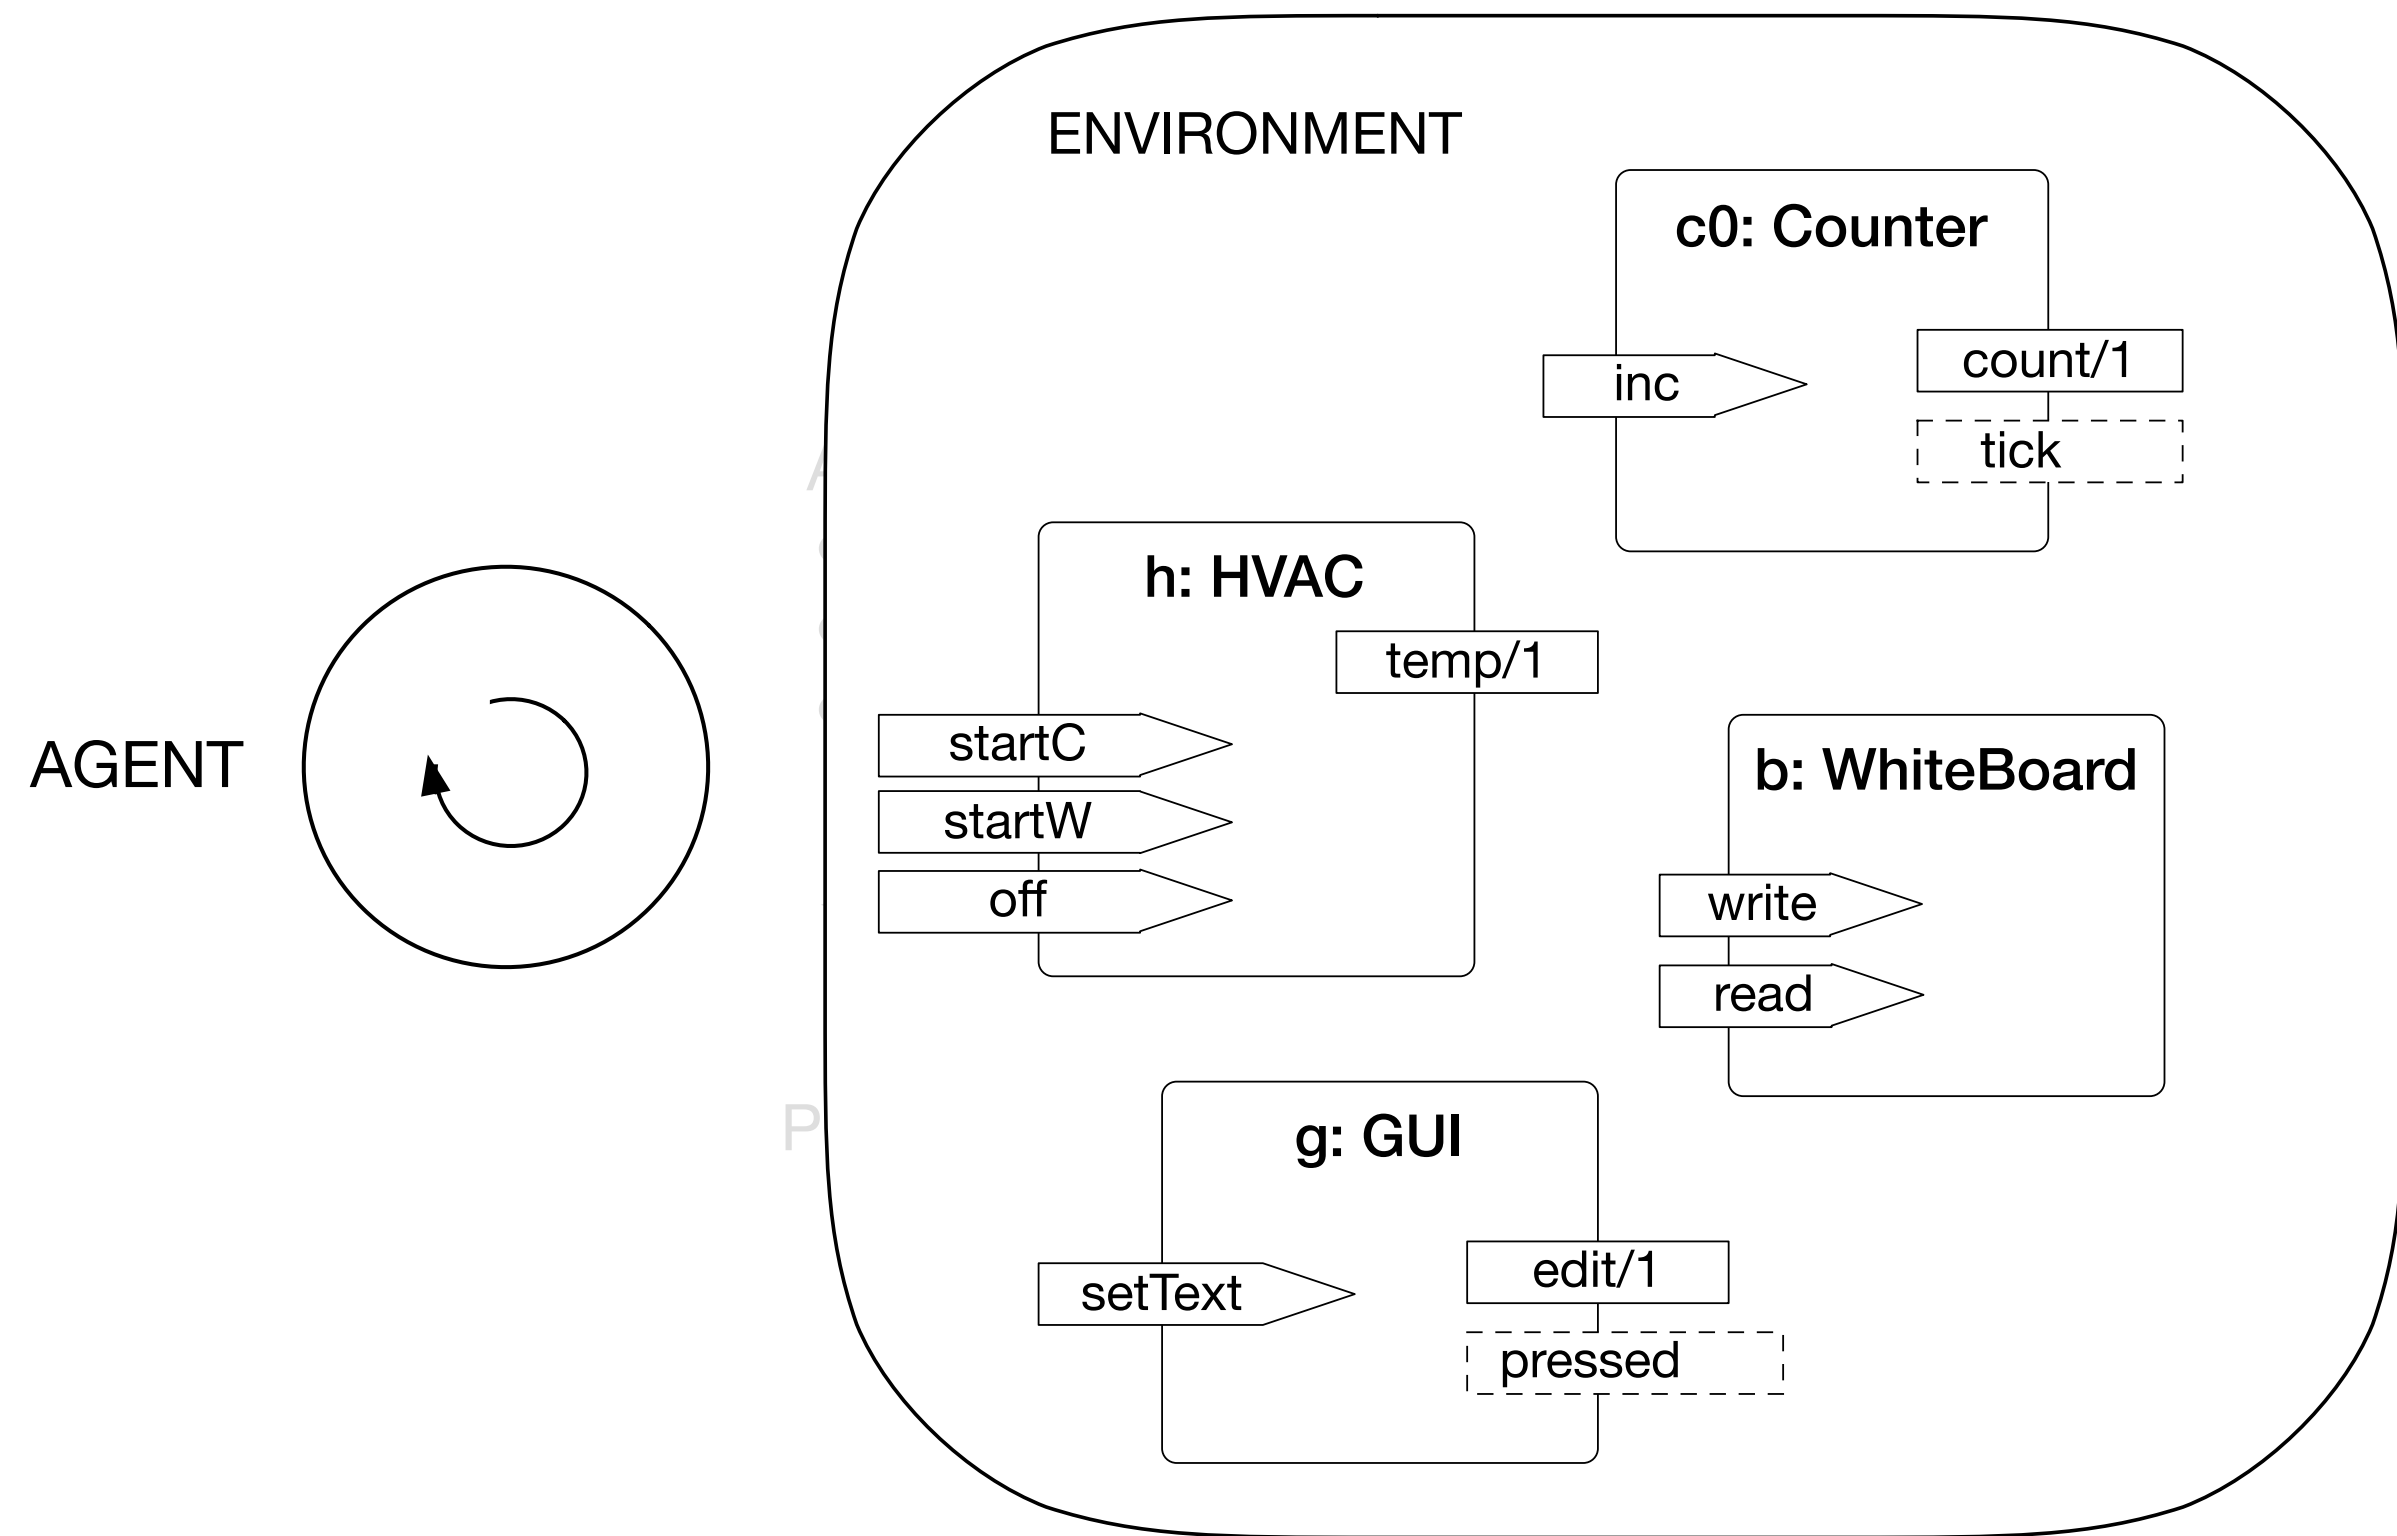 ENVIRONMENT
c0: Counter
count/1
inc
tick
h: HVAC
temp/1
startC
startW
off
AGENT
b: WhiteBoard
write
read
g: GUI
edit/1
setText
pressed